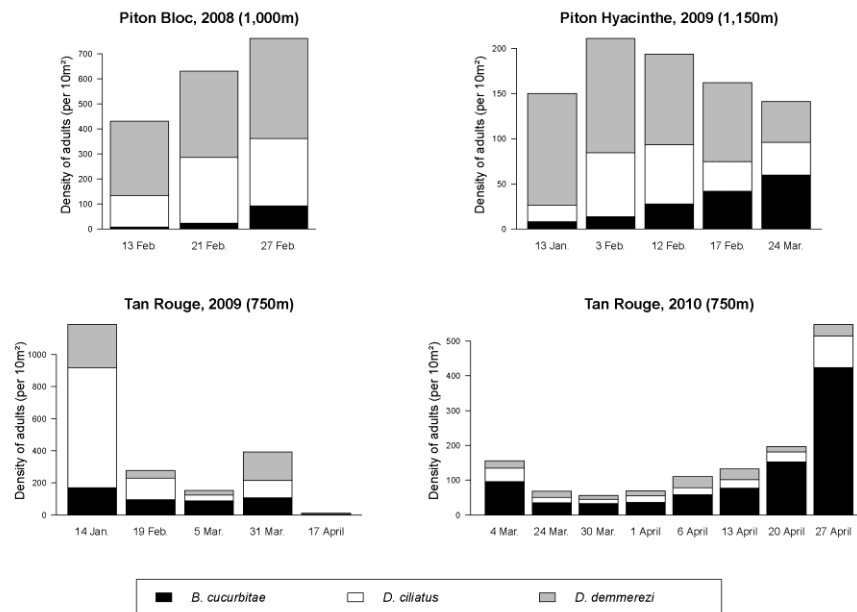 Piton Bloc, 2008 (1,000m)
Density of adults (per 10m²)
700
600
500
400
300
200
100
0
13 Feb.
21 Feb.
27 Feb.
Piton Hyacinthe, 2009 (1,150m)
Density of adults (per 10m²)
200
150
100
50
0
13 Jan.
3 Feb.
12 Feb.
17 Feb.
24 Mar.
Tan Rouge, 2009 (750m)
Density of adults (per 10m²)
1000
800
600
400
200
0
14 Jan.
19 Feb.
5 Mar.
31 Mar.
17 April
Tan Rouge, 2010 (750m)
Density of adults (per 10m²)
500
400
300
200
100
0
4 Mar.
24 Mar.
30 Mar.
1 April
6 April
13 April
20 April
27 April
B. cucurbitae
D. ciliatus
D. demmerezi